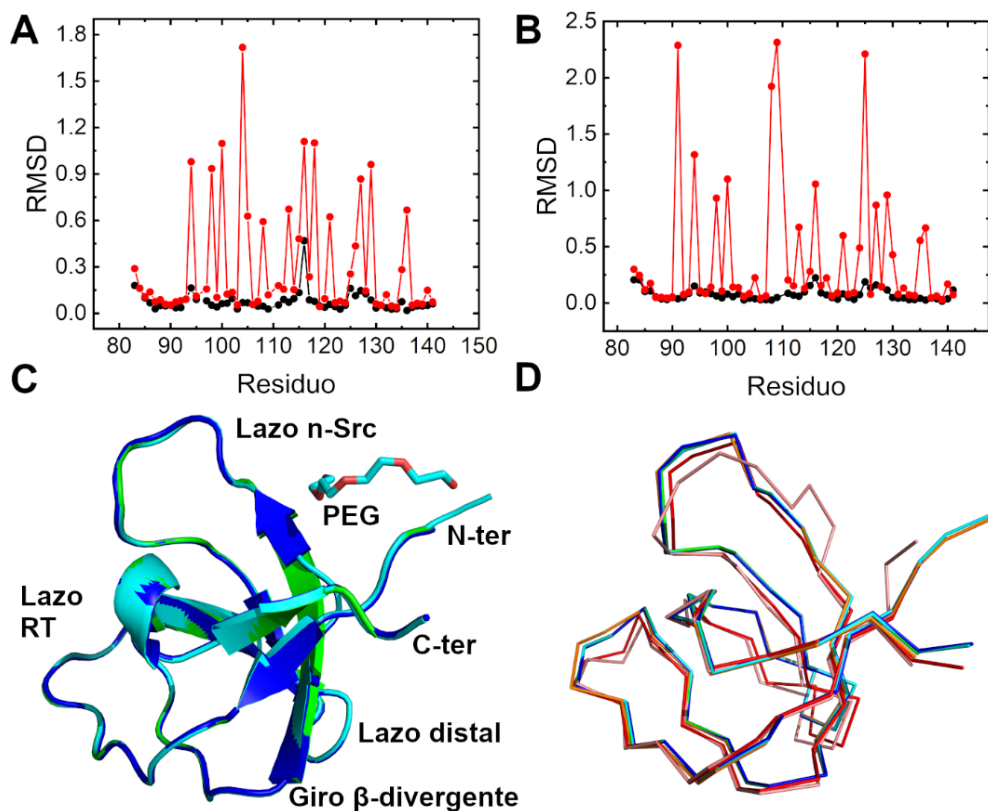 A
RMSD
1.8
1.5
1.2
0.9
0.6
0.3
0.0
80 90 100 110 120 130 140 150
Residuo
B
RMSD
2.5
2.0
1.5
1.0
0.5
0.0
80 90 100 110 120 130 140
Residuo
C
Lazo n-Src
PEG
N-ter
Lazo
RT
C-ter
Lazo distal
Giro β-divergente
D